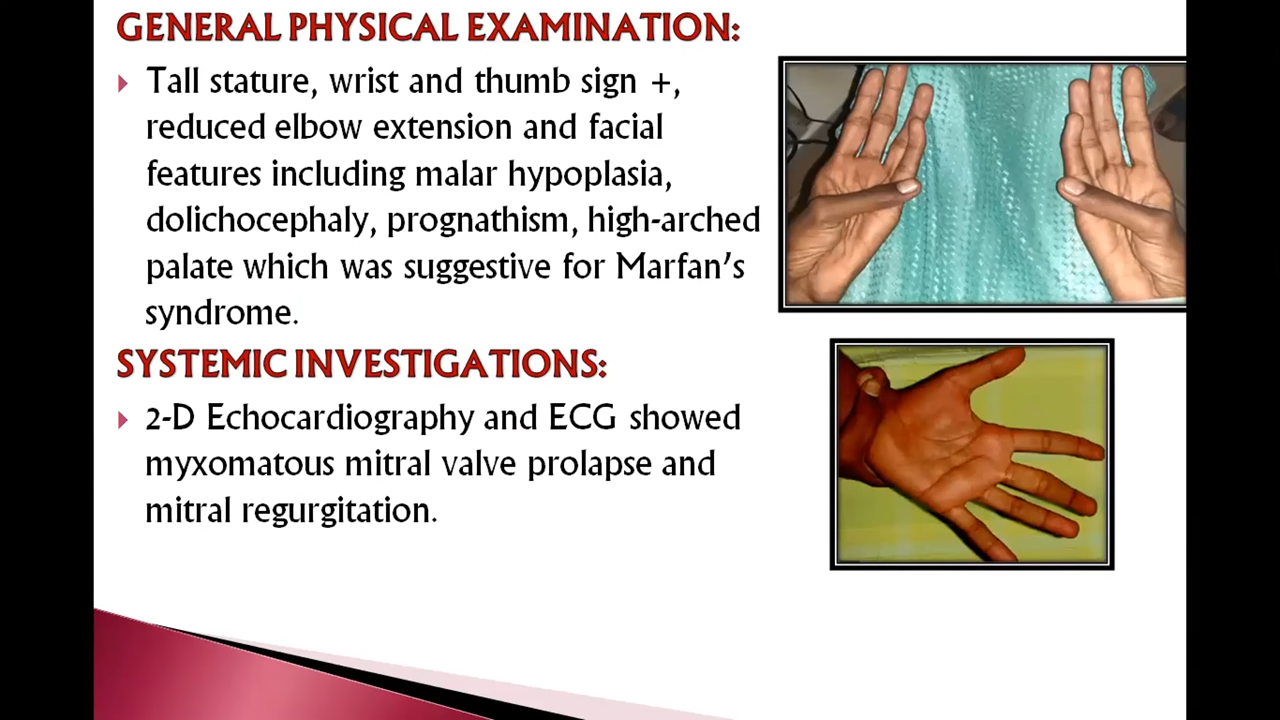 GENERAL PHYSICAL EXAMINATION:
Tall stature, wrist and thumb sign +,
reduced elbow extension and facial
features including malar hypoplasia,
dolichocephaly, prognathism, high-arched
palate which was suggestive for Marfan's
syndrome.
SYSTEMIC INVESTIGATIONS:
2-D Echocardiography and ECG showed
myxomatous mitral valve prolapse and
mitral regurgitation.